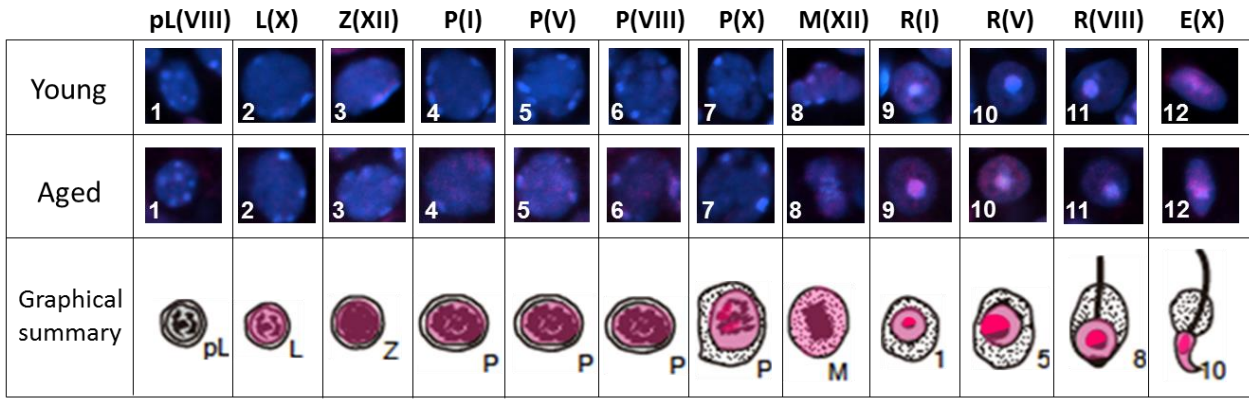 pL(VIII) L(X) Z(XII) P(I) P(V) P(VIII) P(X) M(XII) R(I) R(V) R(VIII) E(X)
Young 1 2 3 4 5 6 7 8 9 10 11 12
Aged 1 2 3 4 5 6 7 8 9 10 11 12
Graphical
summary
pL L Z P P P P M 1 5 8 10